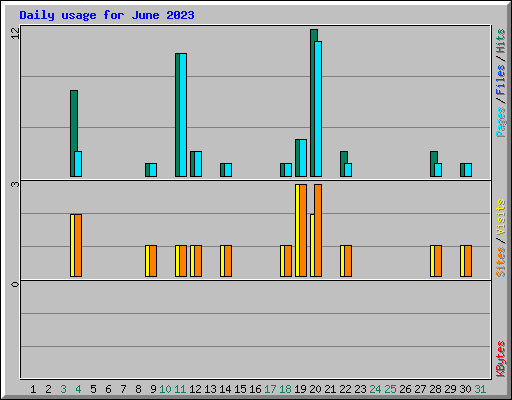 Daily usage for June 2023
12
3
0
Pages / Files / Hits
Sites / Visits
KBytes
1 2 3 4 5 6 7 8 9 10 11 12 13 14 15 16 17 18 19 20 21 22 23 24 25 26 27 28 29 30 31